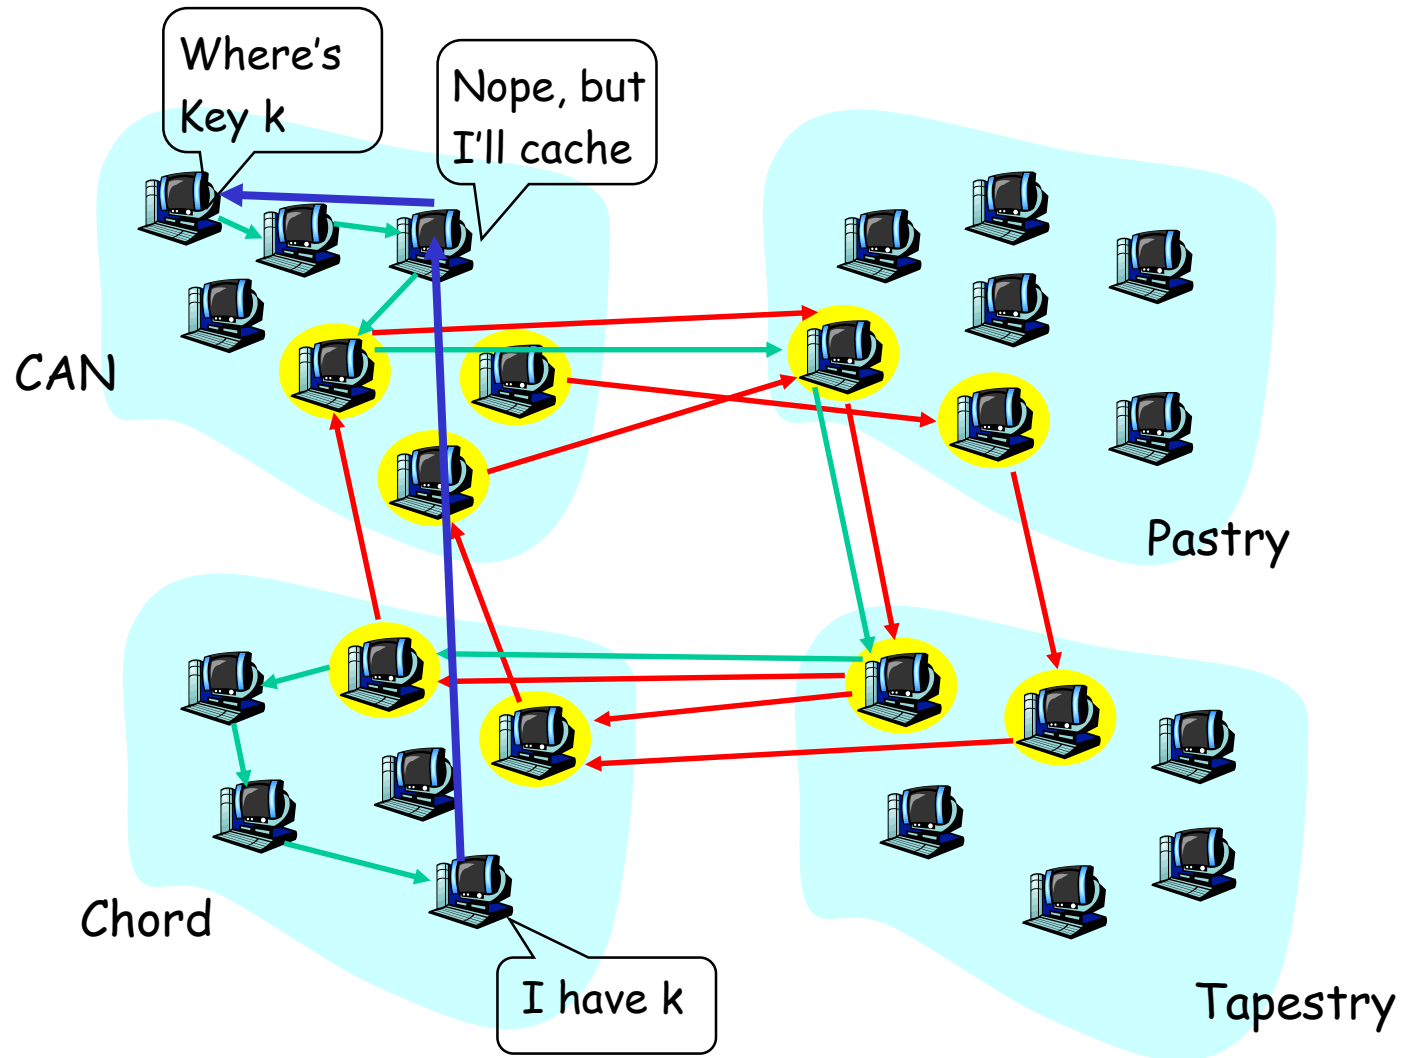 Where's
Key k
Nope, but
I'll cache
CAN
Pastry
Chord
I have k
Tapestry